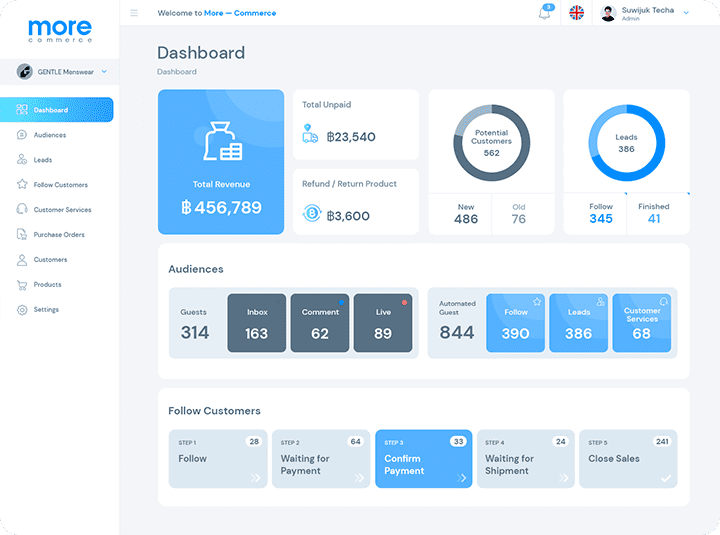 more
commerce
Welcome to More — Commerce
3
Suwijuk Techa
Admin
GENTLE Menswear
Dashboard
Audiences
Leads
Follow Customers
Customer Services
Purchase Orders
Customers
Products
Settings
Dashboard
Dashboard
Total Revenue
฿ 456,789
Total Unpaid
฿23,540
Refund / Return Product
฿3,600
Potential
Customers
562
New
486
Old
76
Leads
386
Follow
345
Finished
41
Audiences
Guests
314
Inbox
163
Comment
62
Live
89
Automated
Guest
844
Follow
390
Leads
386
Customer
Services
68
Follow Customers
STEP 1
28
Follow
STEP 2
64
Waiting for
Payment
STEP 3
33
Confirm
Payment
STEP 4
24
Waiting for
Shipment
STEP 5
241
Close Sales